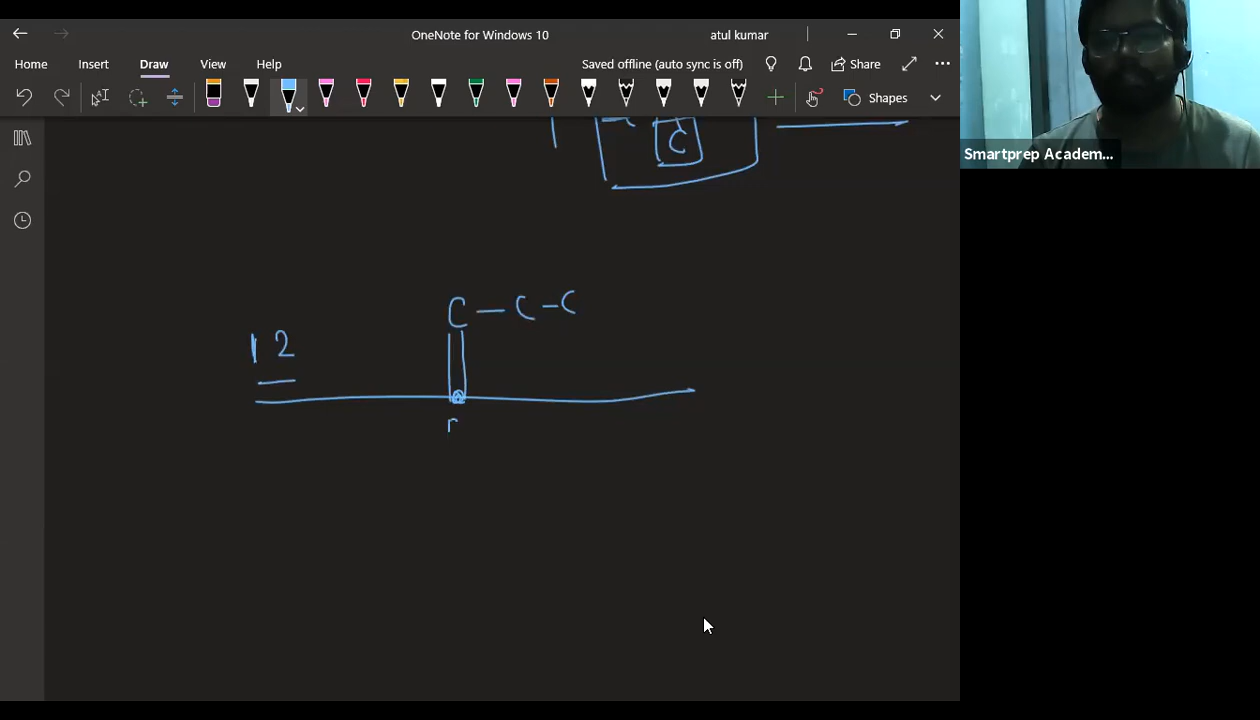 OneNote for Windows 10
atul kumar
Home Insert Draw View Help
Saved offline (auto sync is off)
Share
Shapes
Smartprep Academ...
C
C - C - C
12
r